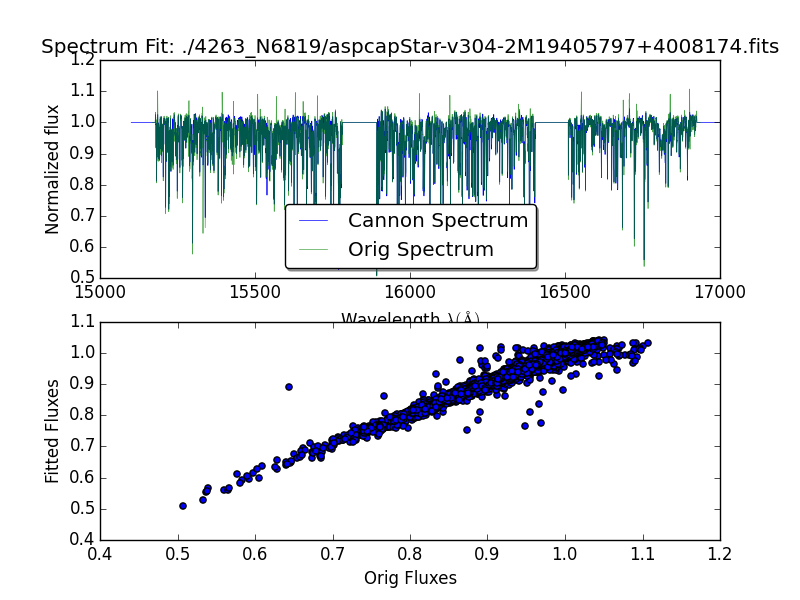 Spectrum Fit: ./4263_N6819/aspcapStar-v304-2M19405797+4008174.fits
1.2
1.1
1.0
0.9
0.8
0.7
0.6
0.5
Normalized flux
Cannon Spectrum
Orig Spectrum
15000 15500 16000 16500 17000
Wavelength λ(Å)
1.1
1.0
0.9
0.8
0.7
0.6
0.5
0.4
Fitted Fluxes
0.4 0.5 0.6 0.7 0.8 0.9 1.0 1.1 1.2
Orig Fluxes